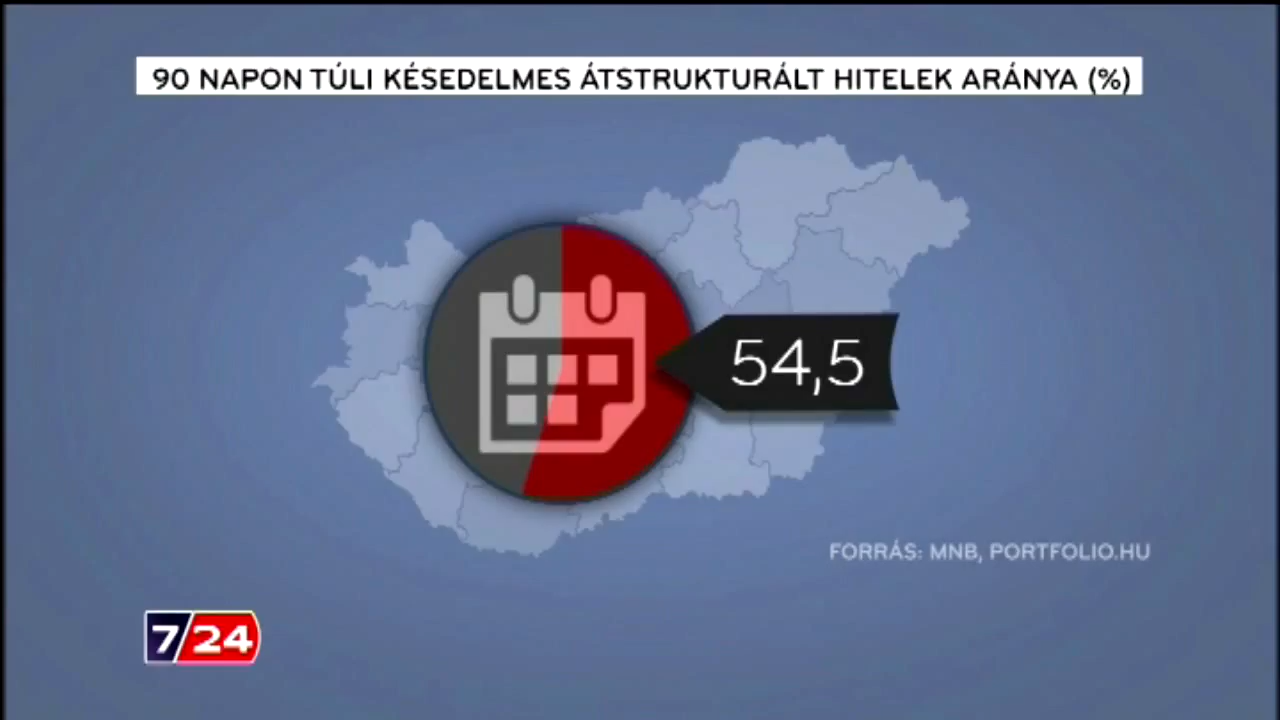 90 NAPON TÚLI KÉSEDELMES ÁTSTRUKTURÁLT HITELEK ARÁNYA (%)
54,5
FORRÁS: MNB, PORTFOLIO.HU
7/24